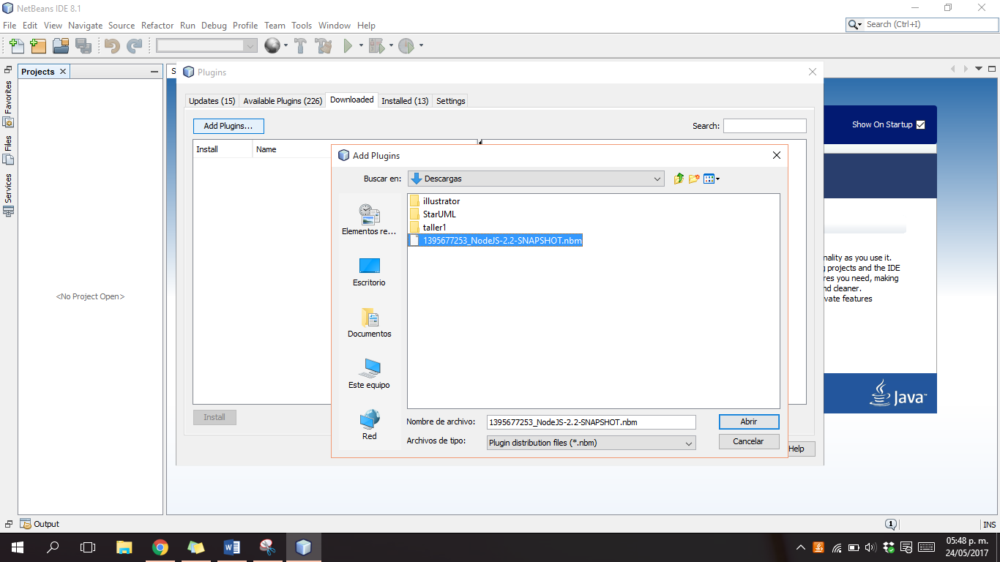 NetBeans IDE 8.1
File Edit View Navigate Source Refactor Run Debug Profile Team Tools Window Help
Search (Ctrl+I)
Projects
Favorites
Files
Services
<No Project Open>
S
Plugins
Updates (15) Available Plugins (226) Downloaded Installed (13) Settings
Add Plugins...
Search:
Install Name
Add Plugins
Buscar en: Descargas
illustrator
StarUML
taller1
1395677253_NodeJS-2.2-SNAPSHOT.nbm
Elementos re...
Escritorio
Documentos
Este equipo
Red
Nombre de archivo: 1395677253_NodeJS-2.2-SNAPSHOT.nbm
Abrir
Archivos de tipo: Plugin distribution files (*.nbm)
Cancelar
Install
Help
Show On Startup
nality as you use it.
g projects and the IDE
res you need, making
nd cleaner.
vate features
Java™
Output
1
INS
05:48 p. m.
24/05/2017